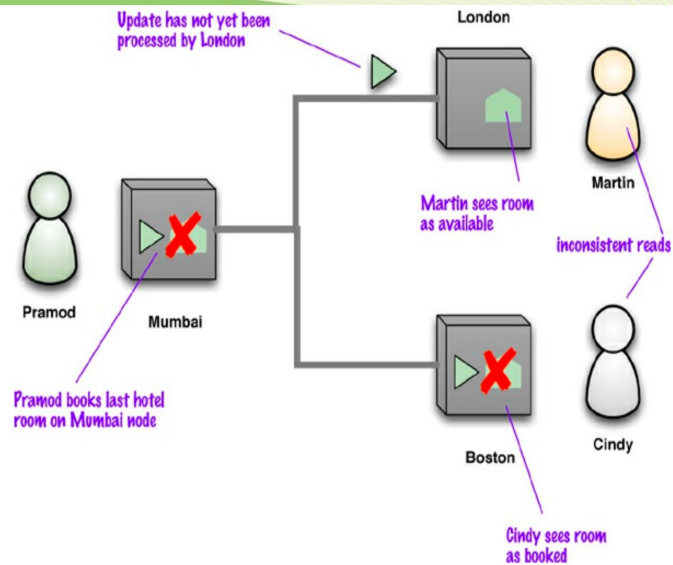 Update has not yet been
processed by London
London
Martin
Martin sees room
as available
inconsistent reads
Pramod
Mumbai
Pramod books last hotel
room on Mumbai node
Boston
Cindy
Cindy sees room
as booked